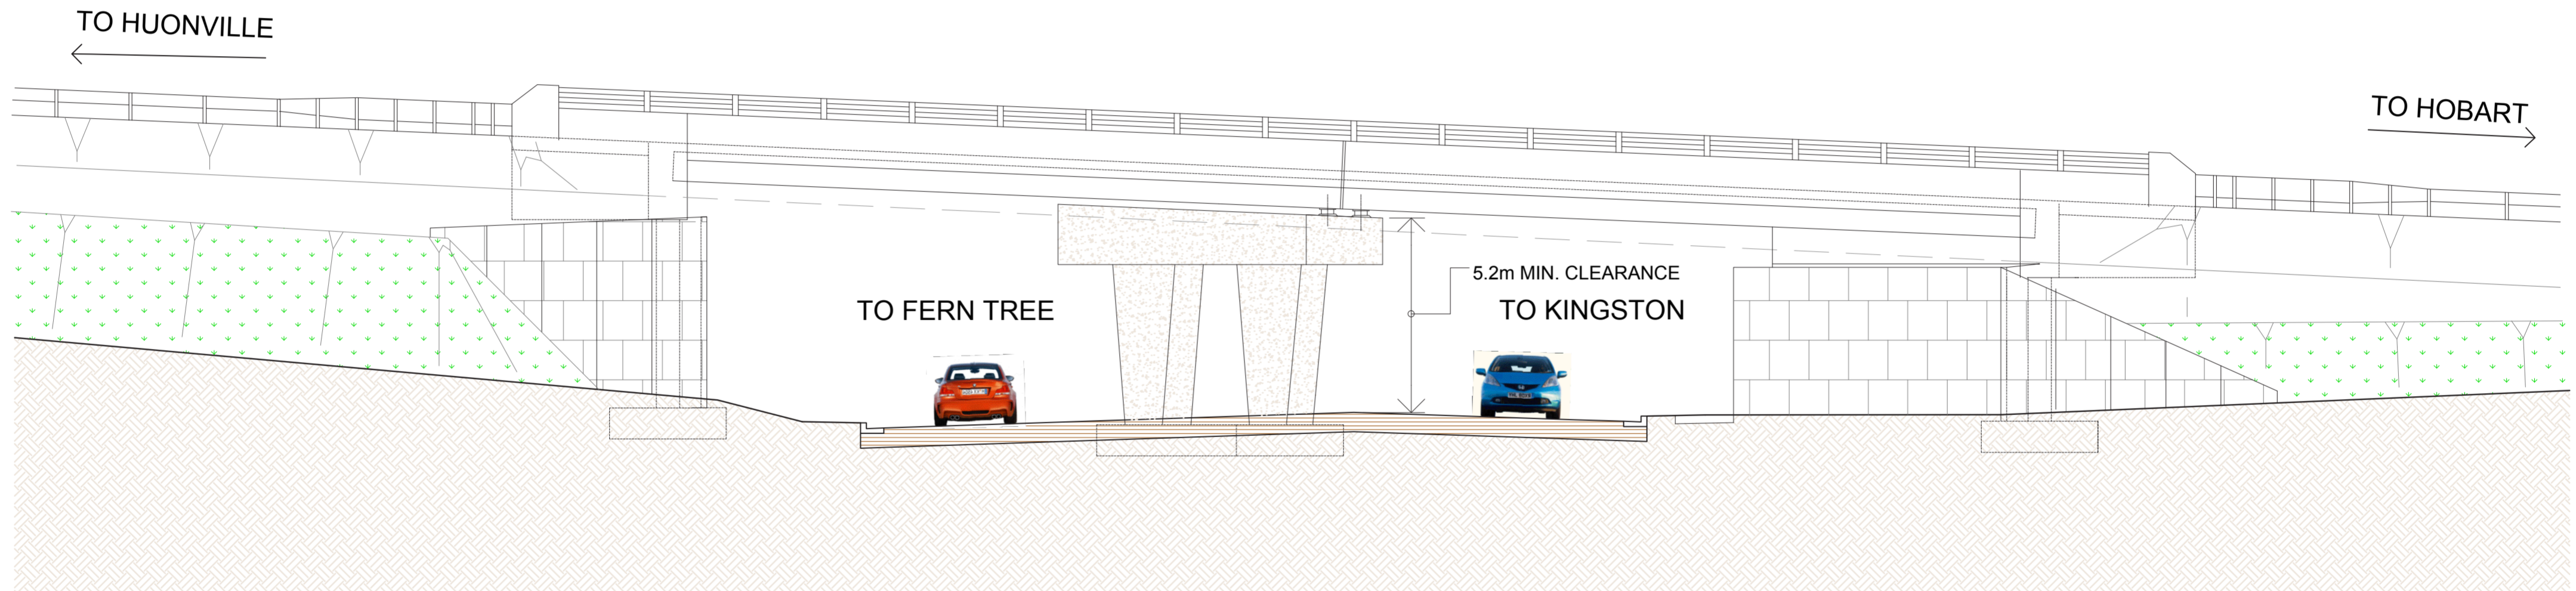 TO HUONVILLE
TO HOBART
5.2m MIN. CLEARANCE
TO FERN TREE
TO KINGSTON